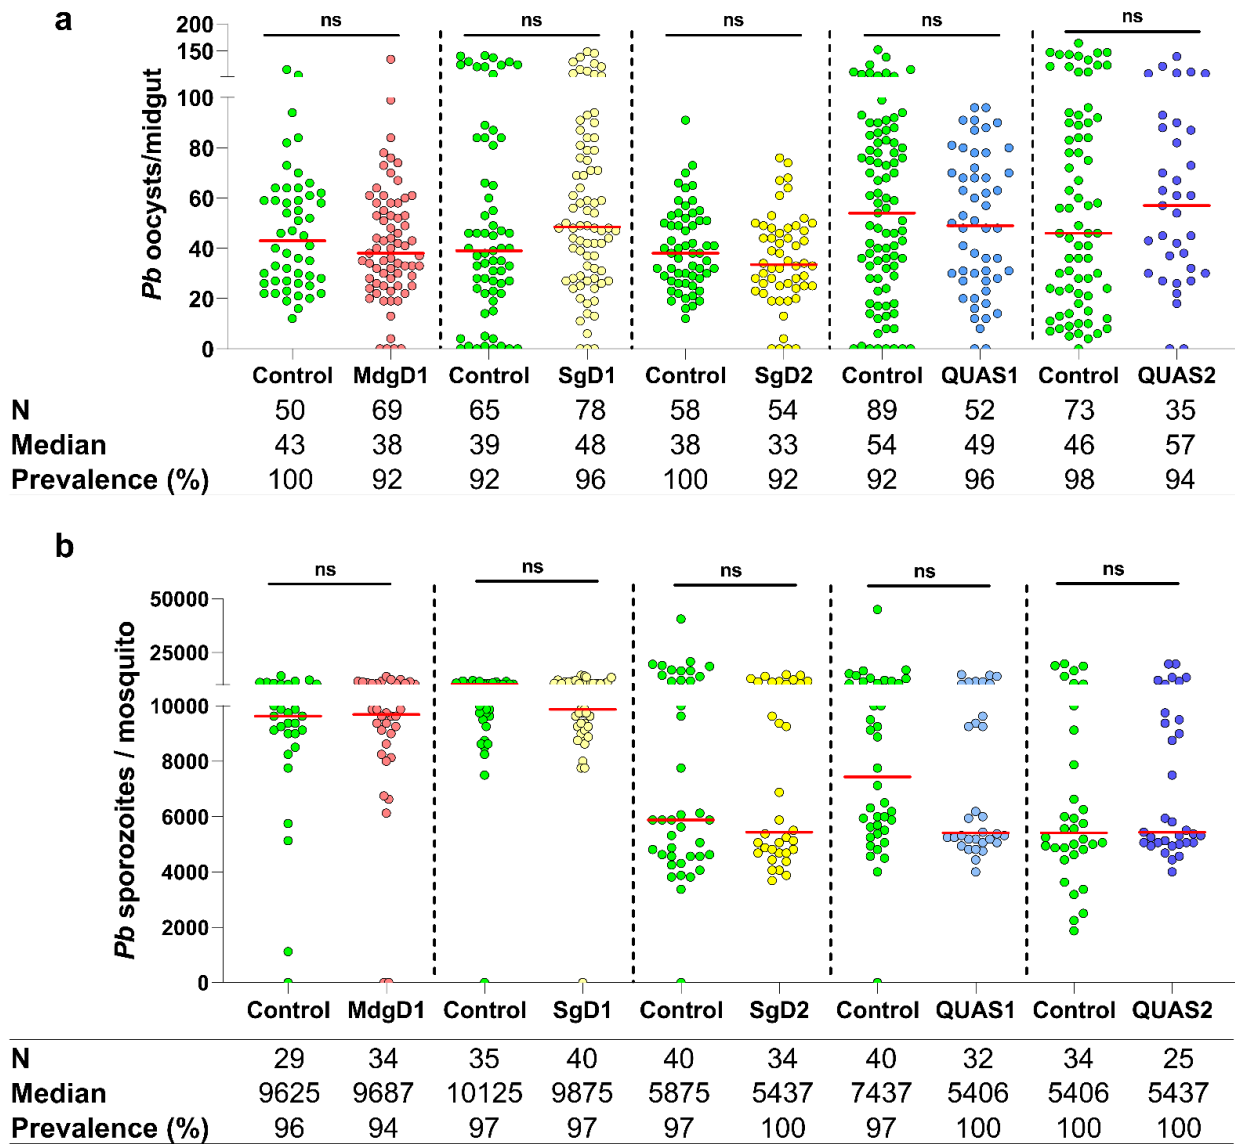 a
ns ns ns ns ns
200
150
100
80
60
40
20
0
Pb oocysts/midgut
Control MdgD1 Control SgD1 Control SgD2 Control QUAS1 Control QUAS2
N 50 69 65 78 58 54 89 52 73 35
Median 43 38 39 48 38 33 54 49 46 57
Prevalence (%) 100 92 92 96 100 92 92 96 98 94
b
ns ns ns ns ns
50000
25000
10000
8000
6000
4000
2000
0
Pb sporozoites / mosquito
Control MdgD1 Control SgD1 Control SgD2 Control QUAS1 Control QUAS2
N 29 34 35 40 40 34 40 32 34 25
Median 9625 9687 10125 9875 5875 5437 7437 5406 5406 5437
Prevalence (%) 96 94 97 97 97 100 97 100 100 100